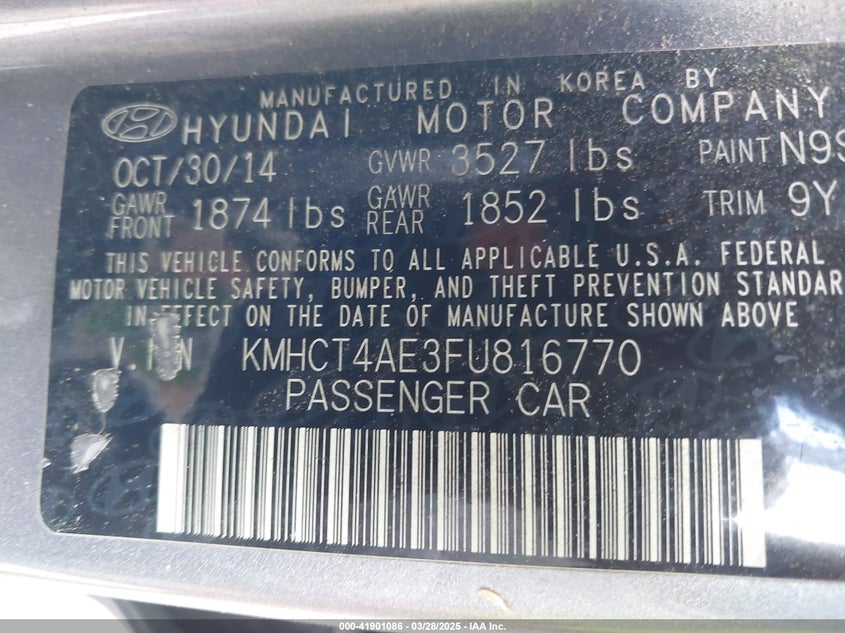 MANUFACTURED IN KOREA BY
HYUNDAI MOTOR COMPANY
OCT/30/14 GVWR 3527 lbs PAINT N9S
GAWR FRONT 1874 lbs GAWR REAR 1852 lbs TRIM 9Y
THIS VEHICLE CONFORMS TO ALL APPLICABLE U.S.A. FEDERAL
MOTOR VEHICLE SAFETY, BUMPER, AND THEFT PREVENTION STANDAR
IN EFFECT ON THE DATE OF MANUFACTURE SHOWN ABOVE
V.I.N KMHCT4AE3FU816770
PASSENGER CAR
000-41901086 - 03/28/2025 - IAA Inc.